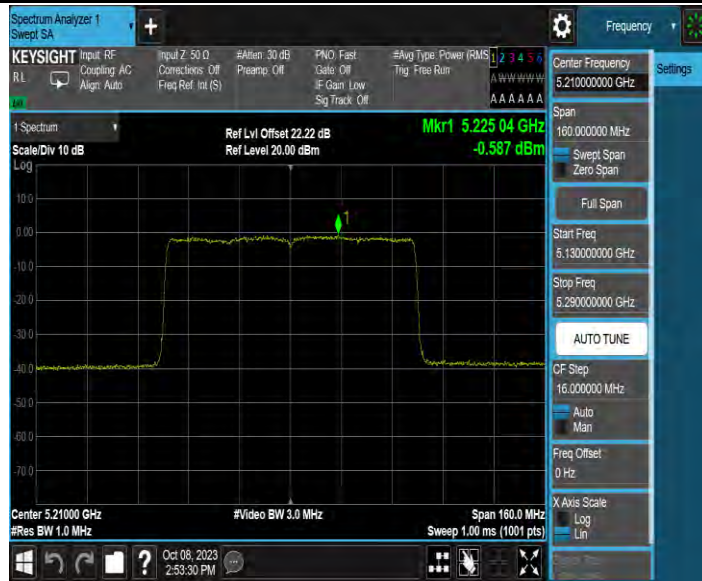 Spectrum Analyzer 1
Swept SA
Frequency
KEYSIGHT
RL
Input: RF
Coupling: AC
Align: Auto
Input Z: 50 Ω
Corrections: Off
Freq Ref: Int (S)
#Atten: 30 dB
Preamp: Off
PNO: Fast
Gate: Off
IF Gain: Low
Sig Track: Off
#Avg Type: Power (RMS
Trig: Free Run
1 2 3 4 5 6
A W W W W W
A A A A A A
1 Spectrum
Scale/Div 10 dB
Ref Lvl Offset 22.22 dB
Ref Level 20.00 dBm
Mkr1 5.225 04 GHz
-0.587 dBm
Log
10.0
0.00
-10.0
-20.0
-30.0
-40.0
-50.0
-60.0
-70.0
1
Center 5.21000 GHz
#Res BW 1.0 MHz
#Video BW 3.0 MHz
Span 160.0 MHz
Sweep 1.00 ms (1001 pts)
Center Frequency
5.210000000 GHz
Settings
Span
160.000000 MHz
Swept Span
Zero Span
Full Span
Start Freq
5.130000000 GHz
Stop Freq
5.290000000 GHz
AUTO TUNE
CF Step
16.000000 MHz
Auto
Man
Freq Offset
0 Hz
X Axis Scale
Log
Lin
?
Oct 08, 2023
2:53:30 PM